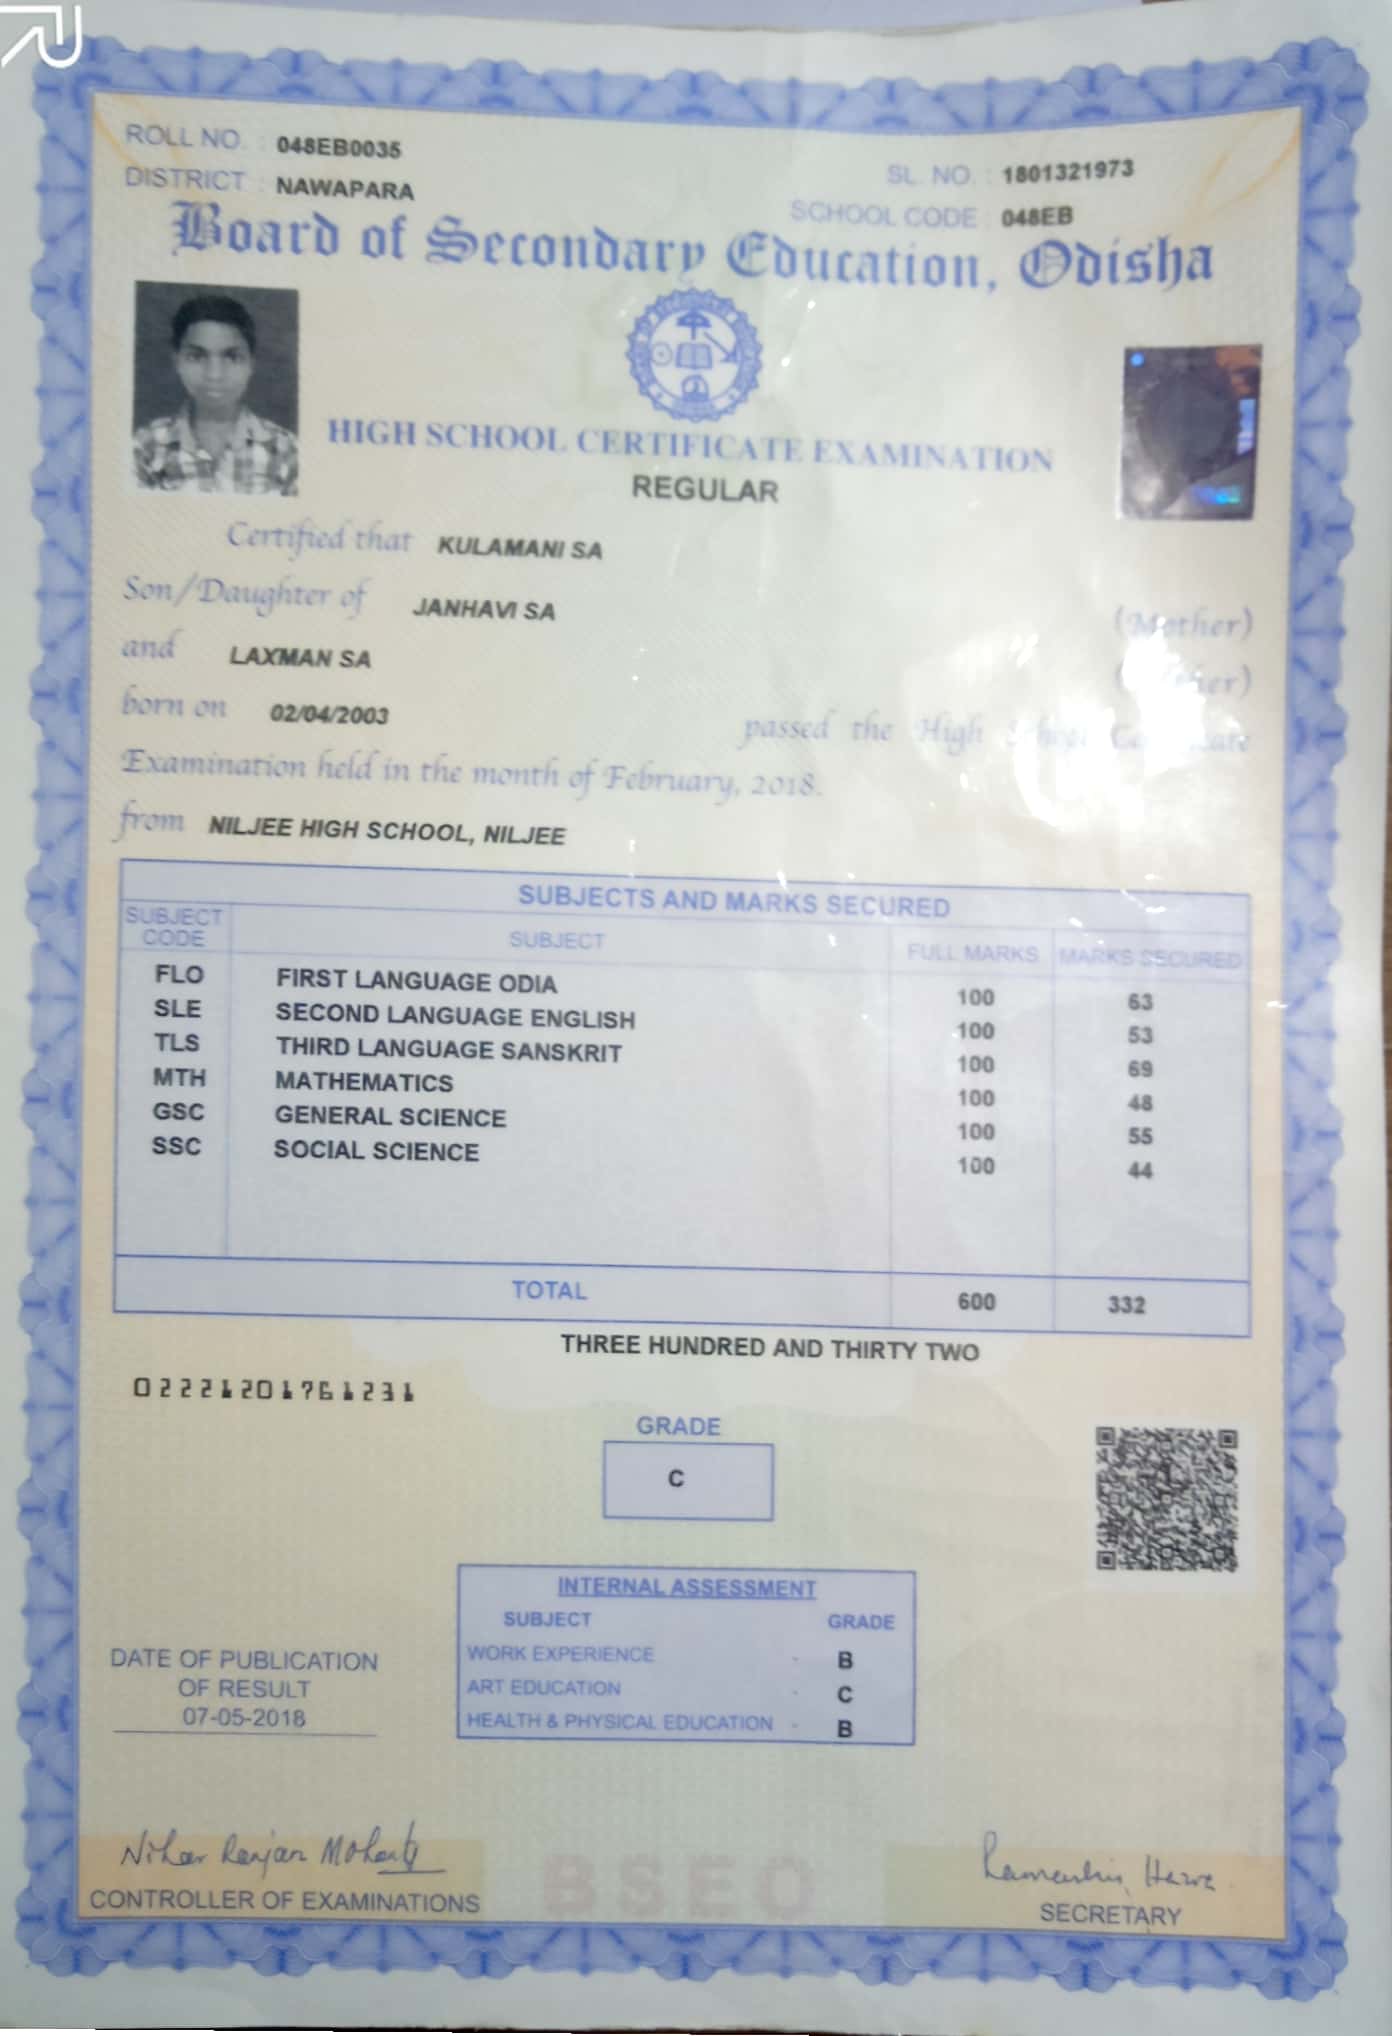 ROLL NO. : 048EB0035
SL. NO. : 1801321973
DISTRICT : NAWAPARA
SCHOOL CODE : 048EB
Board of Secondary Education, Odisha
HIGH SCHOOL CERTIFICATE EXAMINATION
REGULAR
Certified that KULAMANI SA
Son/Daughter of JANHAVI SA (Mother)
and LAXMAN SA
born on 02/04/2003 passed the High
Examination held in the month of February, 2018.
from NILJEE HIGH SCHOOL, NILJEE
SUBJECTS AND MARKS SECURED
SUBJECT CODE SUBJECT FULL MARKS MARKS SECURED
FLO FIRST LANGUAGE ODIA 100 63
SLE SECOND LANGUAGE ENGLISH 100 53
TLS THIRD LANGUAGE SANSKRIT 100 69
MTH MATHEMATICS 100 48
GSC GENERAL SCIENCE 100 55
SSC SOCIAL SCIENCE 100 44
TOTAL 600 332
THREE HUNDRED AND THIRTY TWO
02221201761231
GRADE
C
INTERNAL ASSESSMENT
SUBJECT GRADE
WORK EXPERIENCE - B
ART EDUCATION - C
HEALTH & PHYSICAL EDUCATION - B
DATE OF PUBLICATION
OF RESULT
07-05-2018
Nihar Ranjan Mohanty
CONTROLLER OF EXAMINATIONS
BSEO
SECRETARY